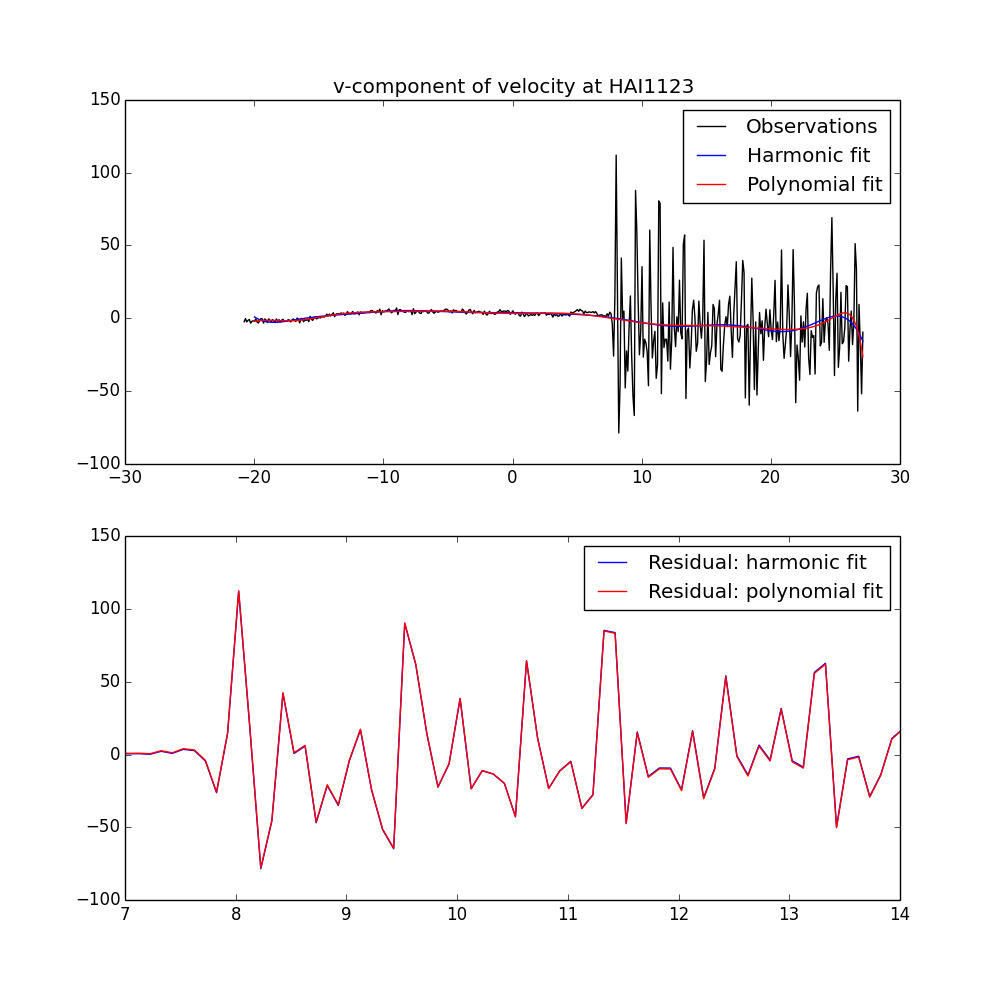 v-component of velocity at HAI1123
150
100
50
0
−50
−100
Observations
Harmonic fit
Polynomial fit
−30 −20 −10 0 10 20 30
150
100
50
0
−50
−100
Residual: harmonic fit
Residual: polynomial fit
7 8 9 10 11 12 13 14